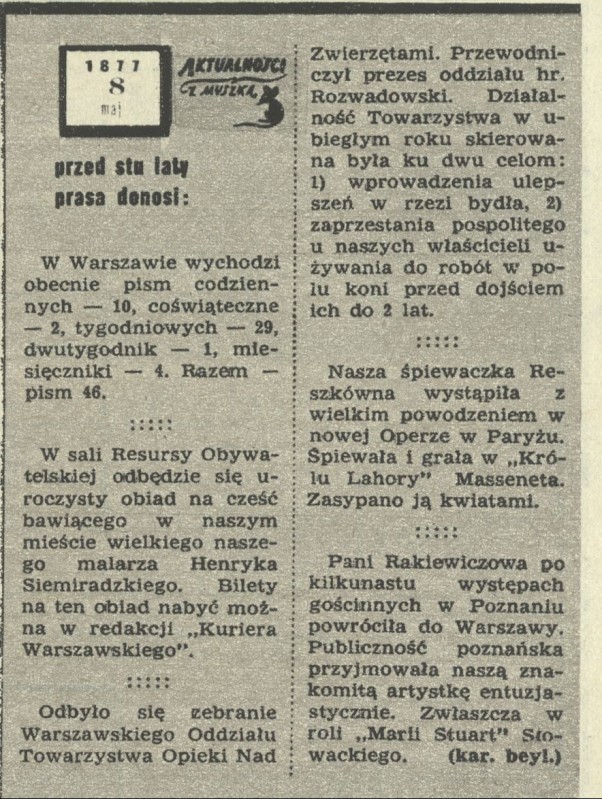 1877
8
maj
AKTUALNOŚCI
Z MUSZKĄ
przed stu laty
prasa donosi:
W Warszawie wychodzi
obecnie pism codzien-
nych — 10, coświąteczne
— 2, tygodniowych — 29,
dwutygodnik — 1, mie-
sięczniki — 4. Razem —
pism 46.
:::::
W sali Resursy Obywa-
telskiej odbędzie się u-
roczysty obiad na cześć
bawiącego w naszym
mieście wielkiego nasze-
go malarza Henryka
Siemiradzkiego. Bilety
na ten obiad nabyć moż-
na w redakcji „Kuriera
Warszawskiego”.
:::::
Odbyło się zebranie
Warszawskiego Oddziału
Towarzystwa Opieki Nad
Zwierzętami. Przewodni-
czył prezes oddziału hr.
Rozwadowski. Działal-
ność Towarzystwa w u-
biegłym roku skierowa-
na była ku dwu celom:
1) wprowadzenia ulep-
szeń w rzezi bydła, 2)
zaprzestania pospolitego
u naszych właścicieli u-
żywania do robót w po-
lu koni przed dojściem
ich do 2 lat.
:::::
Nasza śpiewaczka Re-
szkówna wystąpiła z
wielkim powodzeniem w
nowej Operze w Paryżu.
Śpiewała i grała w „Kró-
lu Lahory” Masseneta.
Zasypano ją kwiatami.
:::::
Pani Rakiewiczowa po
kilkunastu występach
gościnnych w Poznaniu
powróciła do Warszawy.
Publiczność poznańska
przyjmowała naszą zna-
komitą artystkę entuzja-
stycznie. Zwłaszcza w
roli „Marii Stuart” Sło-
wackiego. (kar. beyl.)